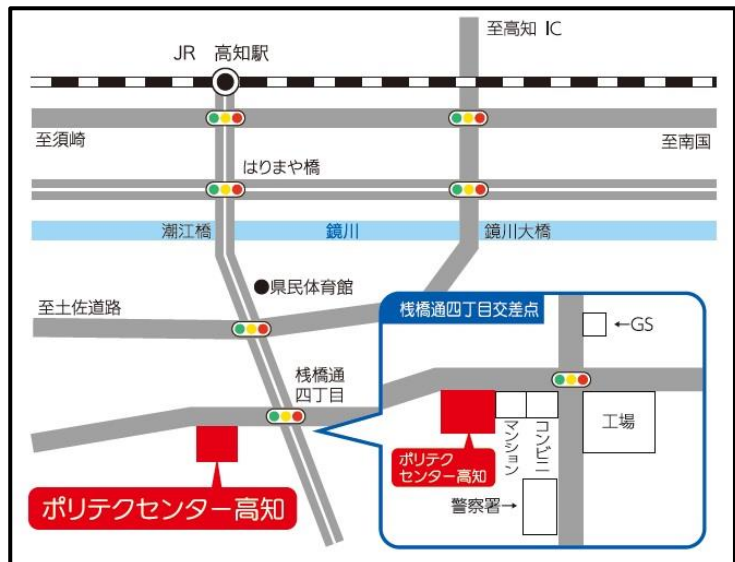 至高知 IC
JR 高知駅
至須崎
至南国
はりまや橋
潮江橋
鏡川
鏡川大橋
●県民体育館
至土佐道路
桟橋通
四丁目
ポリテクセンター高知
桟橋通四丁目交差点
←GS
工場
コンビニ
マンション
ポリテク
センター高知
警察署→